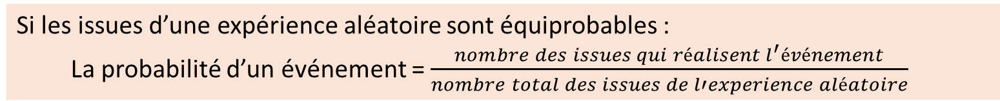 Si les issues d’une expérience aléatoire sont équiprobables :
La probabilité d’un événement = nombre des issues qui réalisent l′événement
nombre total des issues de l′experience aléatoire